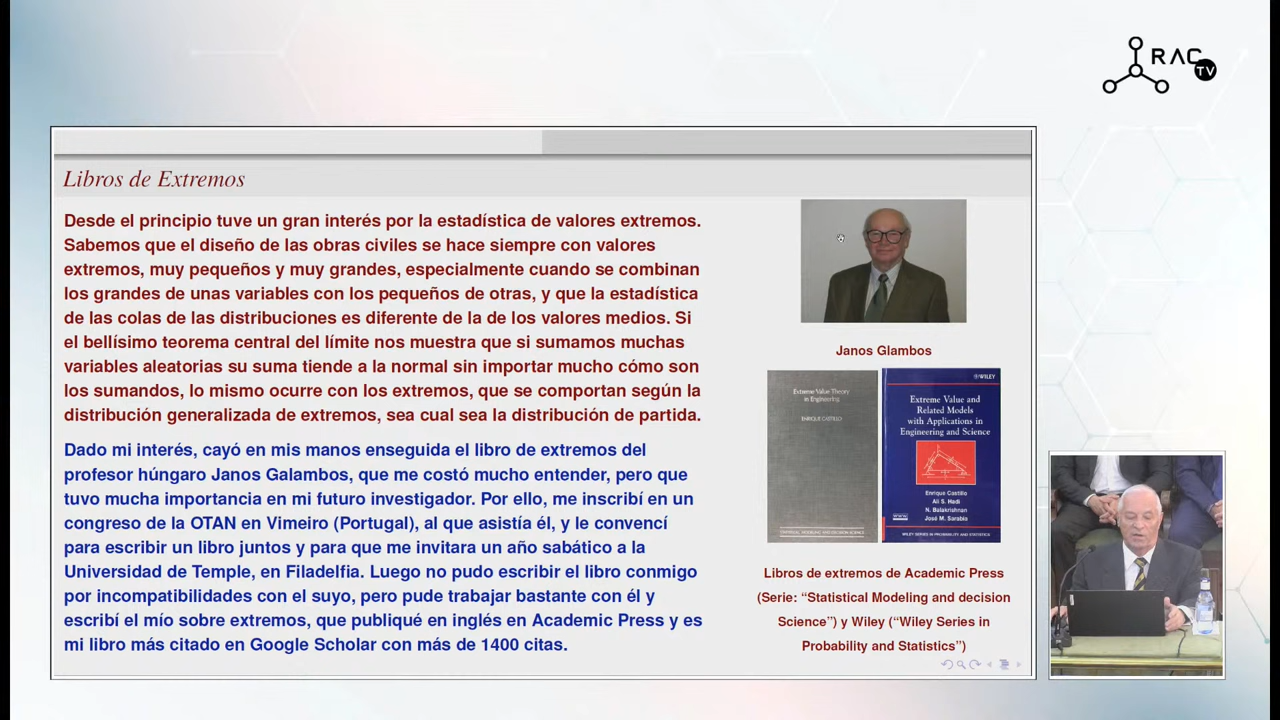 RAC
TV
Libros de Extremos
Desde el principio tuve un gran interés por la estadística de valores extremos.
Sabemos que el diseño de las obras civiles se hace siempre con valores
extremos, muy pequeños y muy grandes, especialmente cuando se combinan
los grandes de unas variables con los pequeños de otras, y que la estadística
de las colas de las distribuciones es diferente de la de los valores medios. Si
el bellísimo teorema central del límite nos muestra que si sumamos muchas
variables aleatorias su suma tiende a la normal sin importar mucho cómo son
los sumandos, lo mismo ocurre con los extremos, que se comportan según la
distribución generalizada de extremos, sea cual sea la distribución de partida.
Dado mi interés, cayó en mis manos enseguida el libro de extremos del
profesor húngaro Janos Galambos, que me costó mucho entender, pero que
tuvo mucha importancia en mi futuro investigador. Por ello, me inscribí en un
congreso de la OTAN en Vimeiro (Portugal), al que asistía él, y le convencí
para escribir un libro juntos y para que me invitara un año sabático a la
Universidad de Temple, en Filadelfia. Luego no pudo escribir el libro conmigo
por incompatibilidades con el suyo, pero pude trabajar bastante con él y
escribí el mío sobre extremos, que publiqué en inglés en Academic Press y es
mi libro más citado en Google Scholar con más de 1400 citas.
Janos Glambos
Extreme Value Theory
in Engineering
ENRIQUE CASTILLO
WILEY
Extreme Value and
Related Models
with Applications in
Engineering and Science
Enrique Castillo
Ali S. Hadi
N. Balakrishnan
José M. Sarabia
WILEY SERIES IN PROBABILITY AND STATISTICS
Libros de extremos de Academic Press
(Serie: “Statistical Modeling and decision
Science”) y Wiley (“Wiley Series in
Probability and Statistics”)